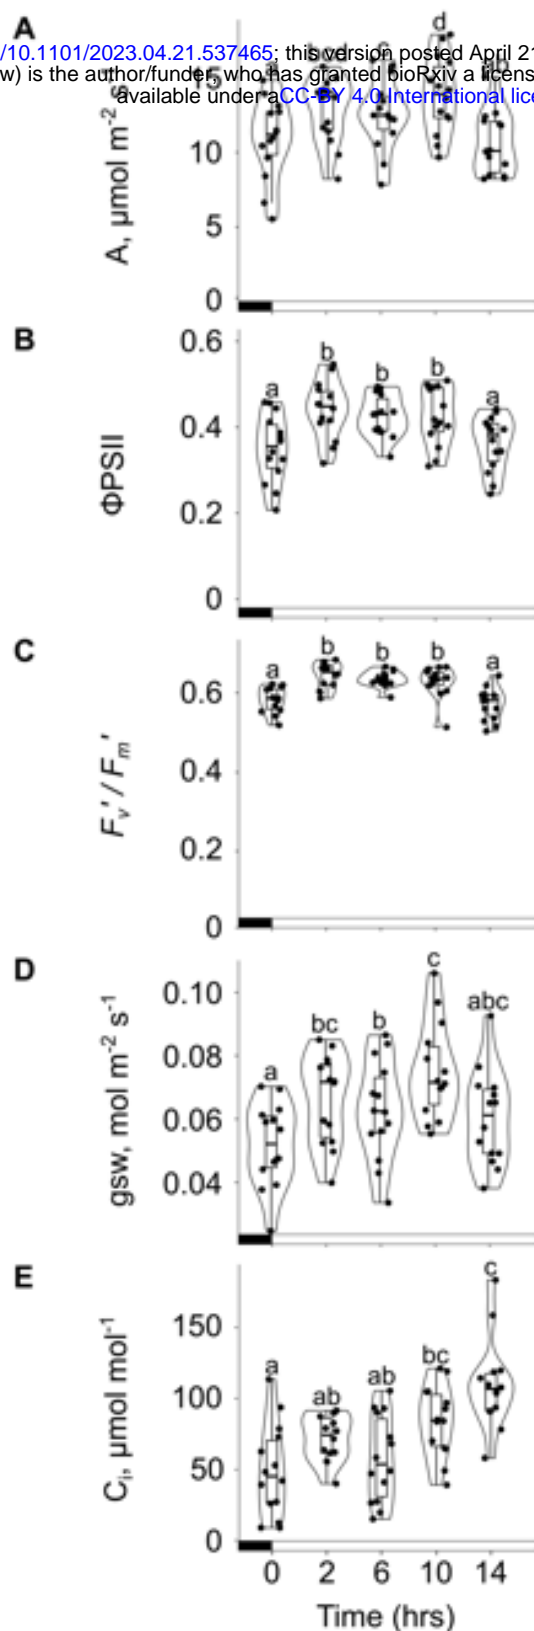 A
d
/10.1101/2023.04.21.537465; this version posted April 21
w) is the author/funder, who has granted bioRxiv a licens
available under aCC-BY 4.0 International lice
15
10
5
0
A, µmol m-2 s
B
0.6
0.4
0.2
0
ΦPSII
a
b
b
b
a
C
0.6
0.4
0.2
0
Fv' / Fm'
a
b
b
b
a
D
0.10
0.08
0.06
0.04
gsw, mol m-2 s-1
a
bc
b
c
abc
E
150
100
50
0
Ci, µmol mol-1
a
ab
ab
bc
c
0 2 6 10 14
Time (hrs)